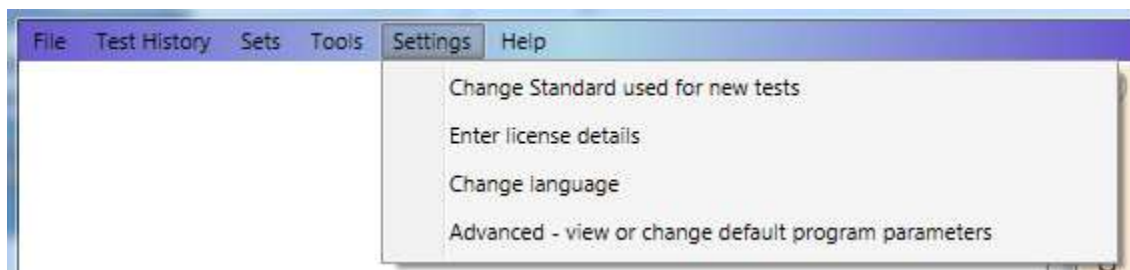 File Test History Sets Tools Settings Help
Change Standard used for new tests
Enter license details
Change language
Advanced - view or change default program parameters